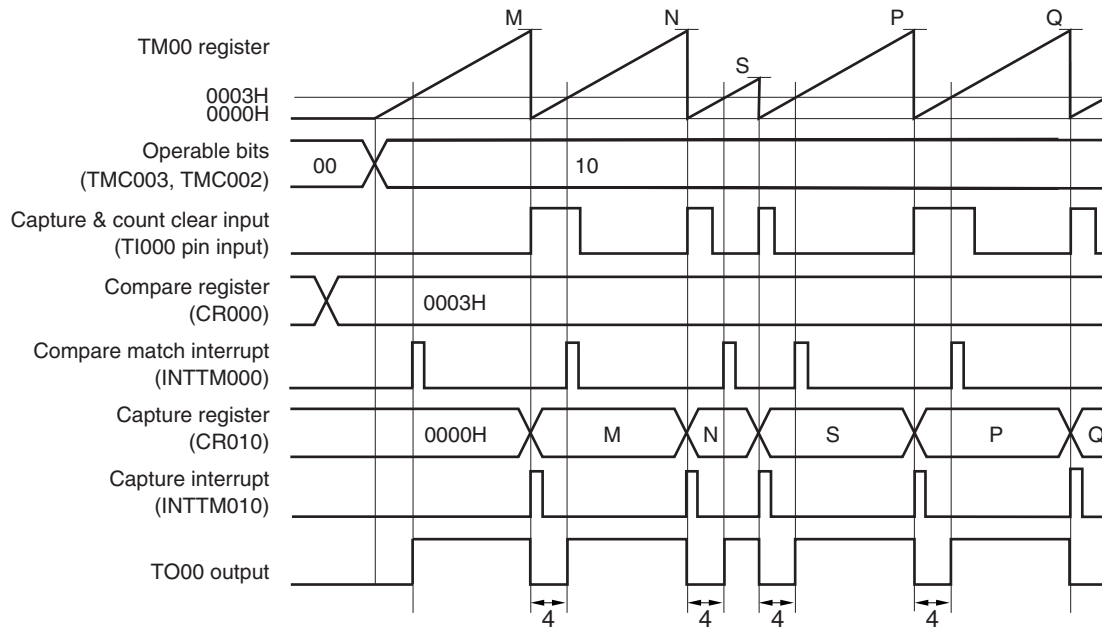 M N P Q
S
TM00 register
0003H
0000H
Operable bits
(TMC003, TMC002)
00 10
Capture & count clear input
(TI000 pin input)
Compare register
(CR000)
0003H
Compare match interrupt
(INTTM000)
Capture register
(CR010)
0000H M N S P Q
Capture interrupt
(INTTM010)
TO00 output
4 4 4 4